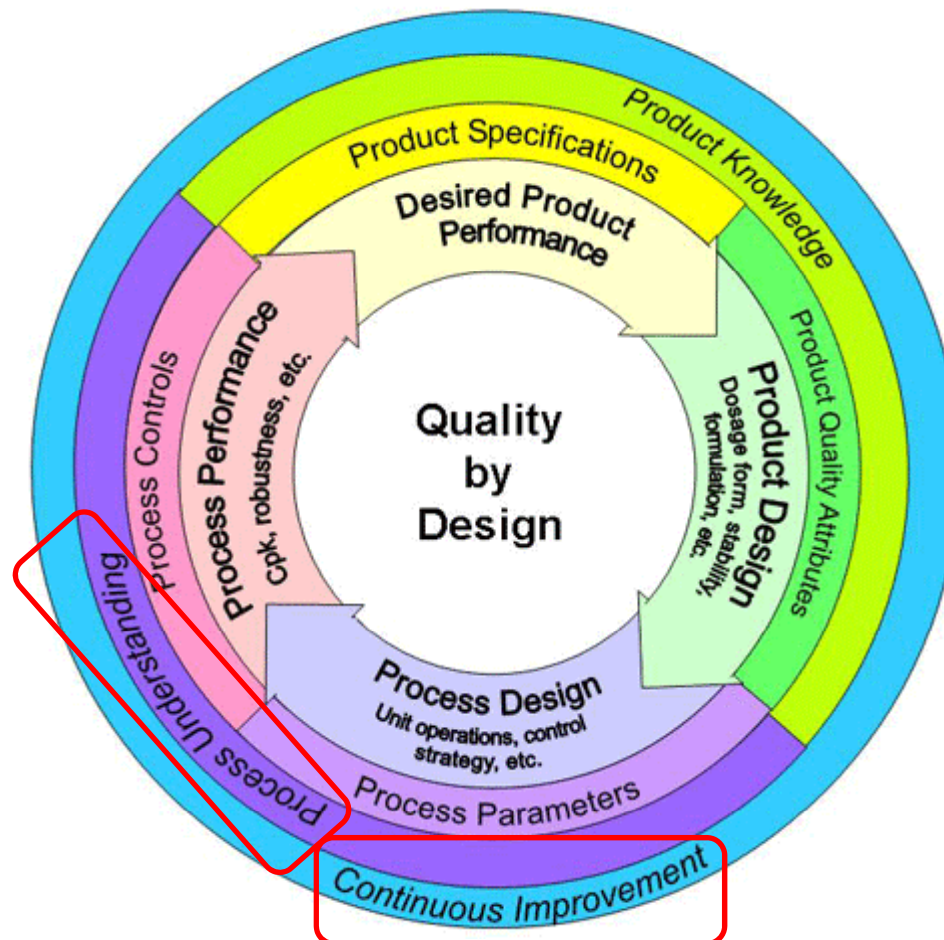 Product Knowledge
Product Specifications
Desired Product
Performance
Product Quality Attributes
Product Design
Dosage form, stability,
formulation, etc.
Quality
by
Design
Process Controls
Process Performance
Cpk, robustness, etc.
Process Understanding
Process Design
Unit operations, control
strategy, etc.
Process Parameters
Continuous Improvement